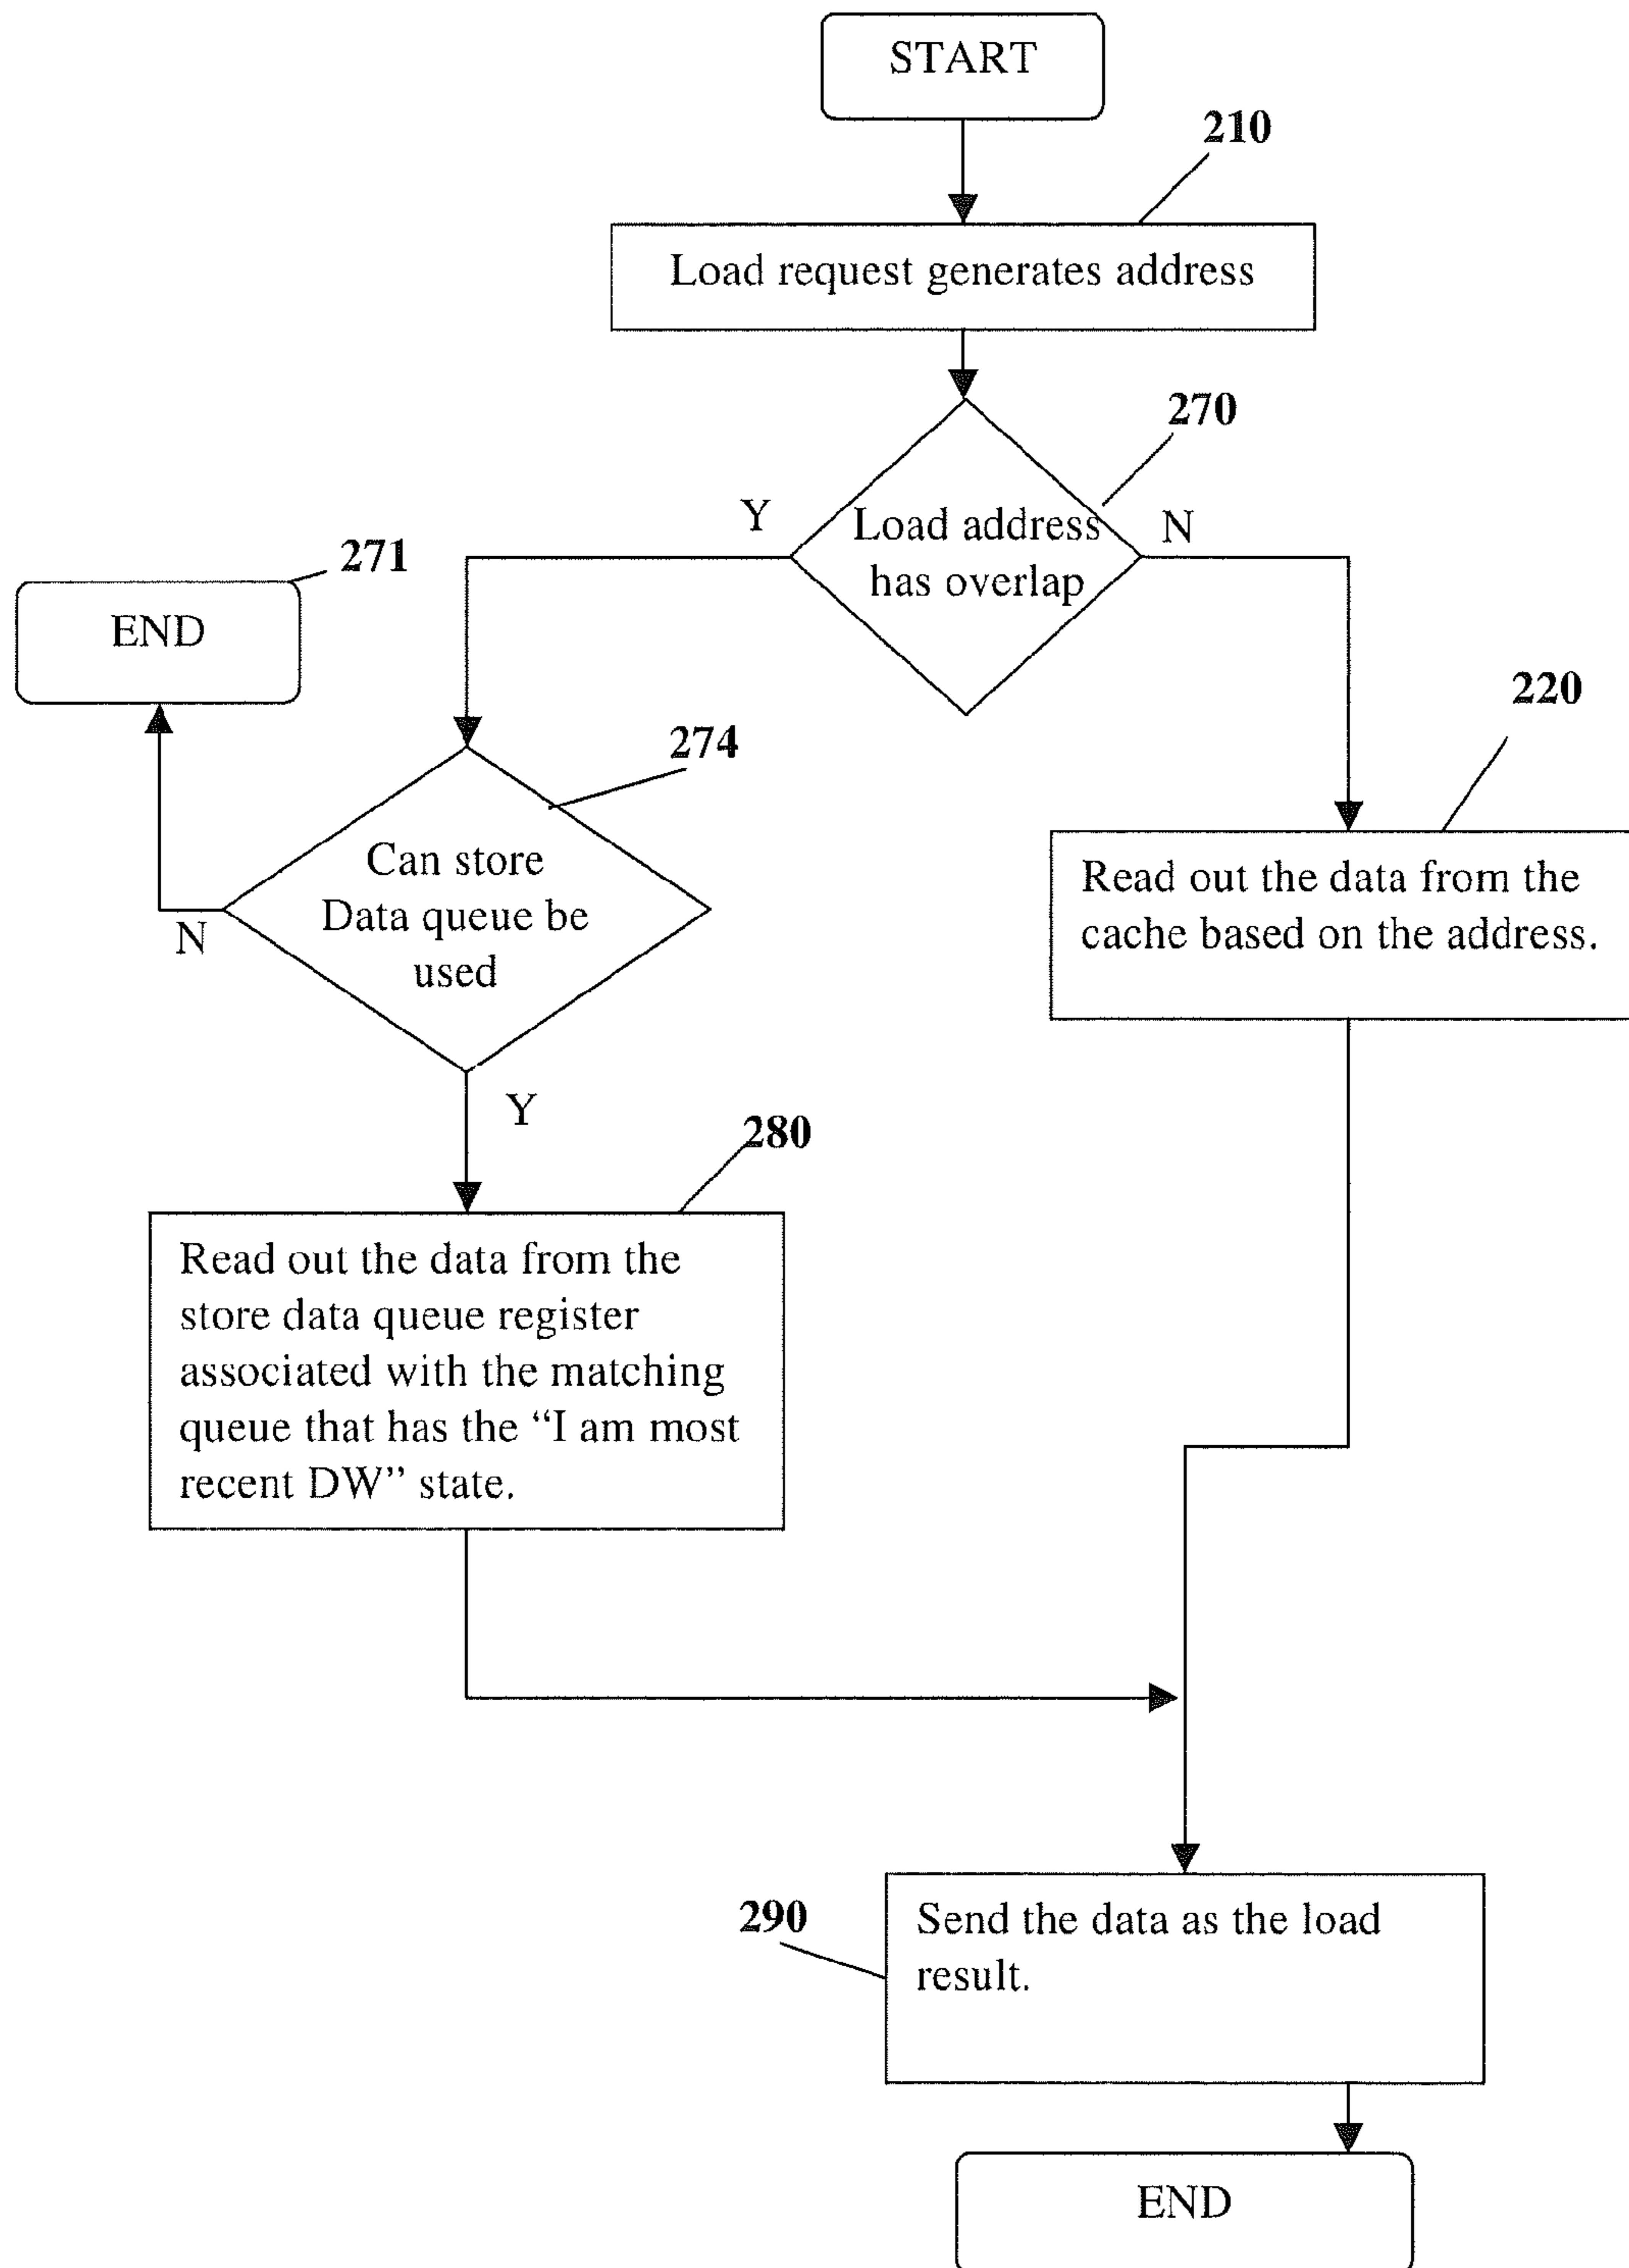 START
210
Load request generates address
270
Y
Load address
has overlap
N
271
END
220
274
Can store
Data queue be
used
N
Read out the data from the
cache based on the address.
Y
280
Read out the data from the
store data queue register
associated with the matching
queue that has the “I am most
recent DW” state.
290
Send the data as the load
result.
END